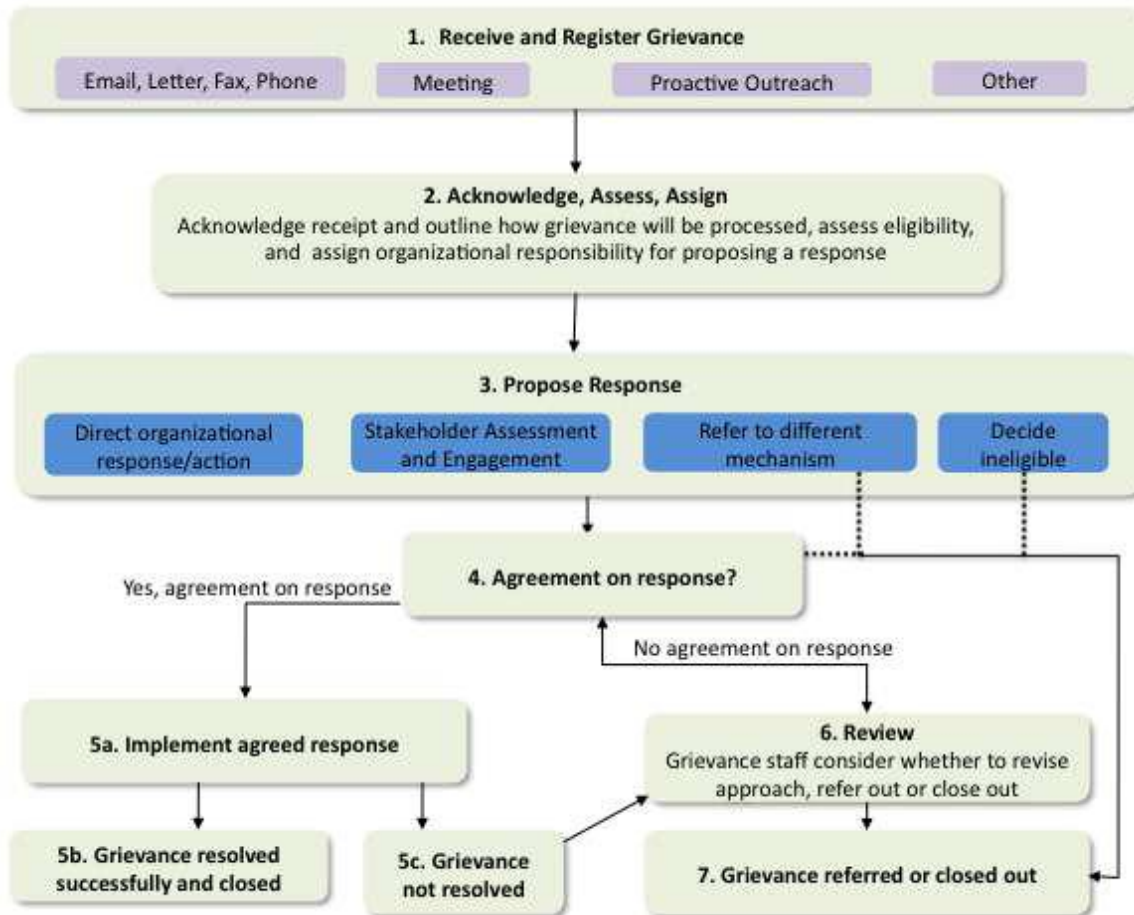 1. Receive and Register Grievance
Email, Letter, Fax, Phone
Meeting
Proactive Outreach
Other
2. Acknowledge, Assess, Assign
Acknowledge receipt and outline how grievance will be processed, assess eligibility,
and assign organizational responsibility for proposing a response
3. Propose Response
Direct organizational
response/action
Stakeholder Assessment
and Engagement
Refer to different
mechanism
Decide
ineligible
4. Agreement on response?
Yes, agreement on response
No agreement on response
5a. Implement agreed response
6. Review
Grievance staff consider whether to revise
approach, refer out or close out
5b. Grievance resolved
successfully and closed
5c. Grievance
not resolved
7. Grievance referred or closed out